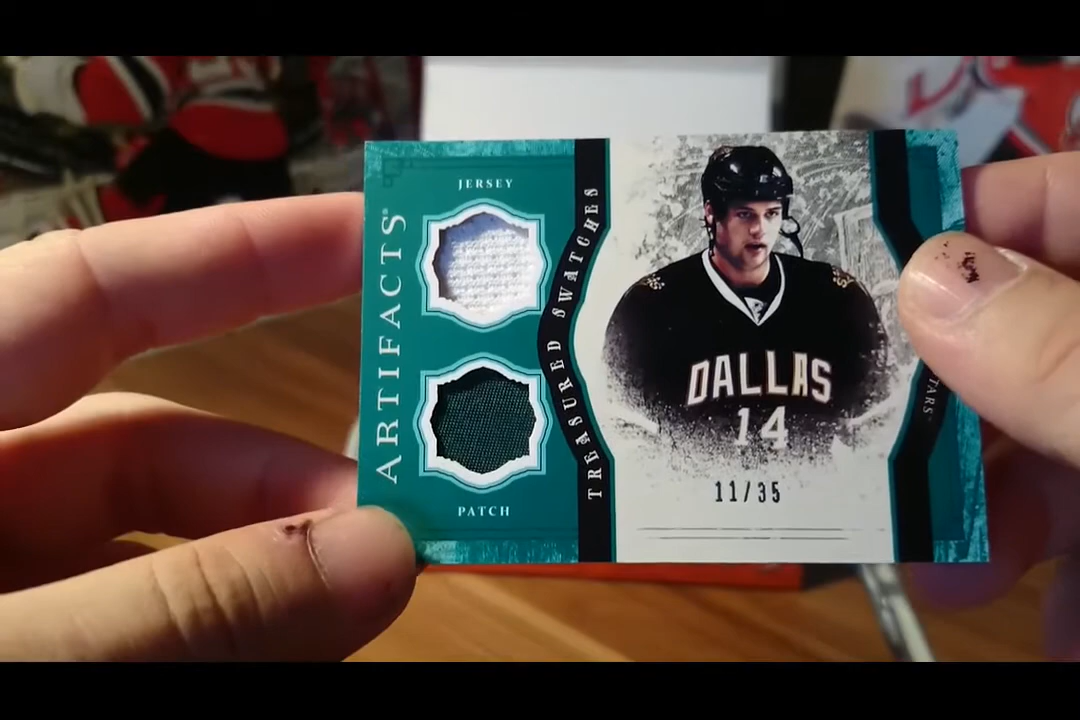 ARTIFACTS®
JERSEY
PATCH
TREASURED SWATCHES
DALLAS
14
11/35
TARS